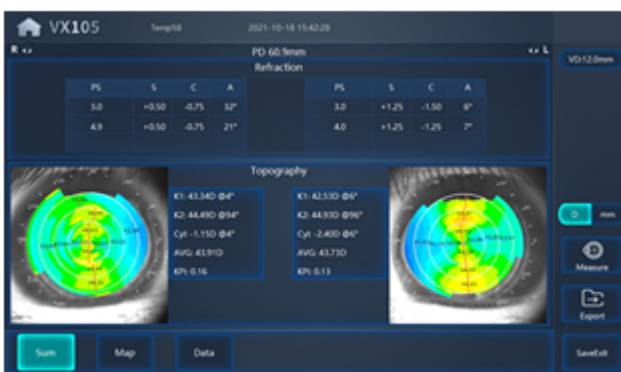 VX105 Temp58 2021-10-18 15:42:28
R L
PD 60.9mm
VD:12.0mm
Refraction
PS S C A PS S C A
3.0 +0.50 -0.75 32° 3.0 +1.25 -1.50 6°
4.9 +0.50 -0.75 21° 4.0 +1.25 -1.25 7°
Topography
K1: 43.34D @4° K1: 42.53D @6°
K2: 44.49D @94° K2: 44.93D @96°
Cyl: -1.15D @4° Cyl: -2.40D @6°
AVG: 43.91D AVG: 43.73D
KPI: 0.16 KPI: 0.13
D mm
Measure
Export
Sum Map Data SaveExit